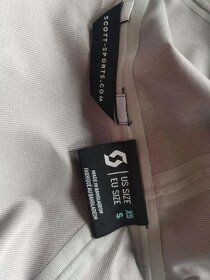 SCOTT-SPORTS.COM
US SIZE XS
EU SIZE S
MADE IN BANGLADESH
FABRIQUÉ AU BANGLADESH